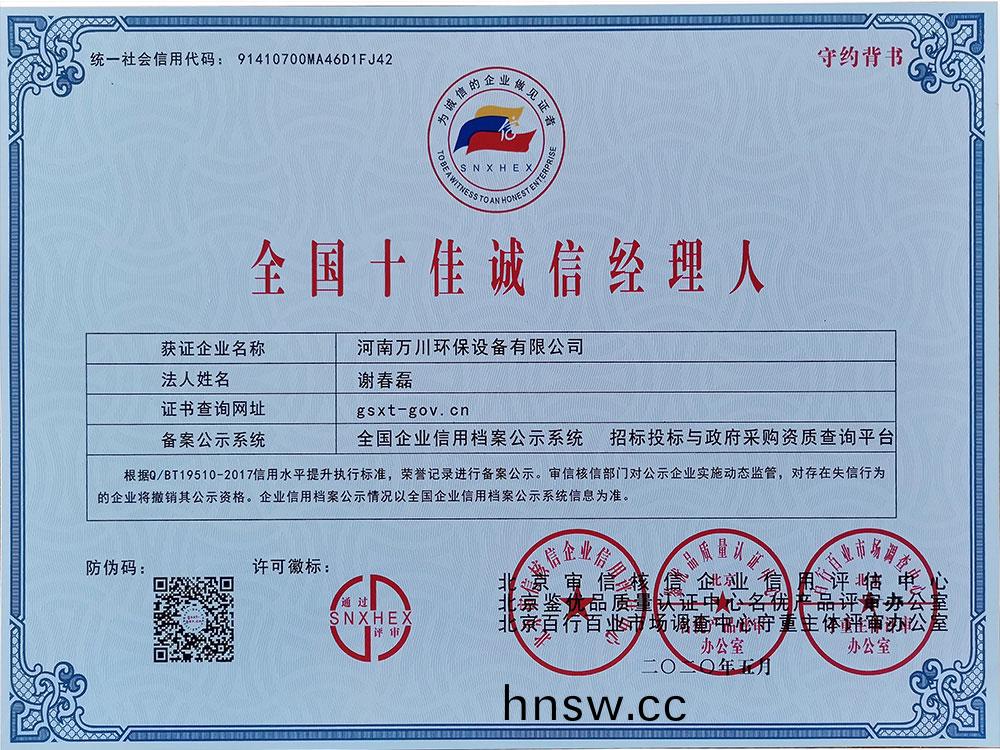 统一社会信用代码: 91410700MA46D1FJ42
守约背书
为诚信的企业做见证者
信
SNXHEX
TO BE A WITNESS TO AN HONEST ENTERPRISE
全国十佳诚信经理人
获证企业名称 河南万川环保设备有限公司
法人姓名 谢春磊
证书查询网址 gsxt-gov.cn
备案公示系统 全国企业信用档案公示系统 招标投标与政府采购资质查询平台
根据Q/BT19510-2017信用水平提升执行标准，荣誉记录进行备案公示。审信核信部门对公示企业实施动态监管，对存在失信行为
的企业将撤销其公示资格。企业信用档案公示情况以全国企业信用档案公示系统信息为准。
防伪码:
许可徽标:
通过
SNXHEX
评审
北京审信核信企业信用评估中心
北京鉴优品质量认证中心名优产品评审办公室
北京百行百业市场调查中心守重主体评审办公室
办公室
办公室
二〇二〇年五月
hnsw.cc